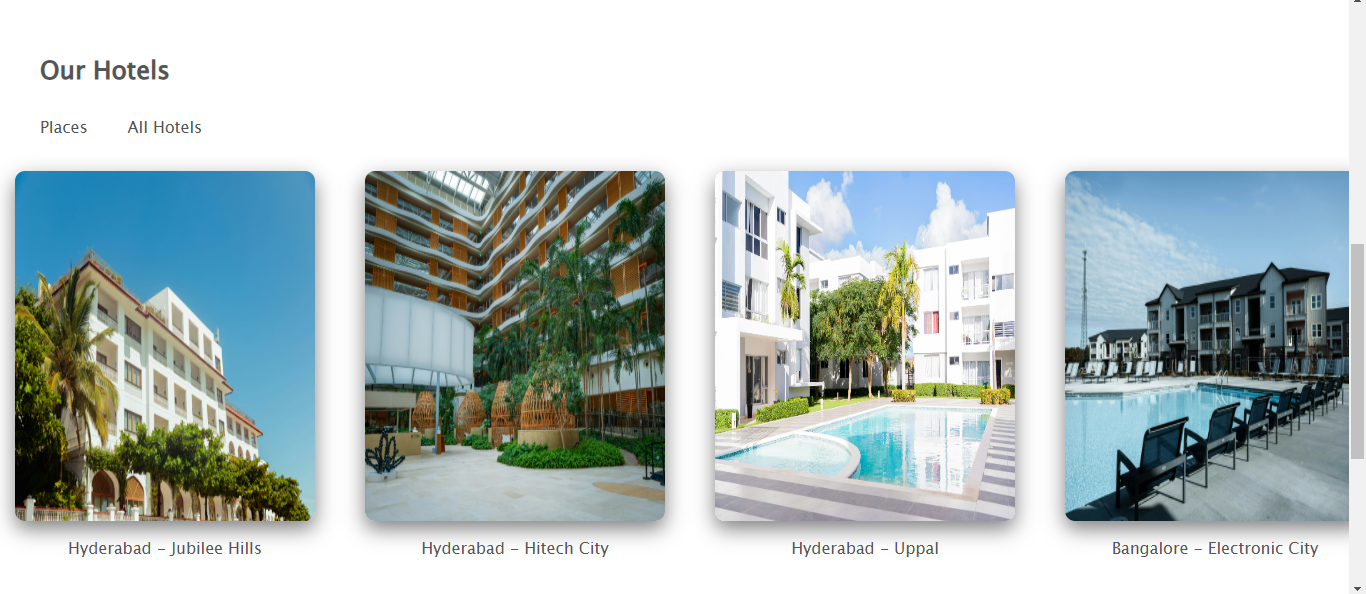 Our Hotels
Places All Hotels
Hyderabad – Jubilee Hills
Hyderabad – Hitech City
Hyderabad – Uppal
Bangalore – Electronic City